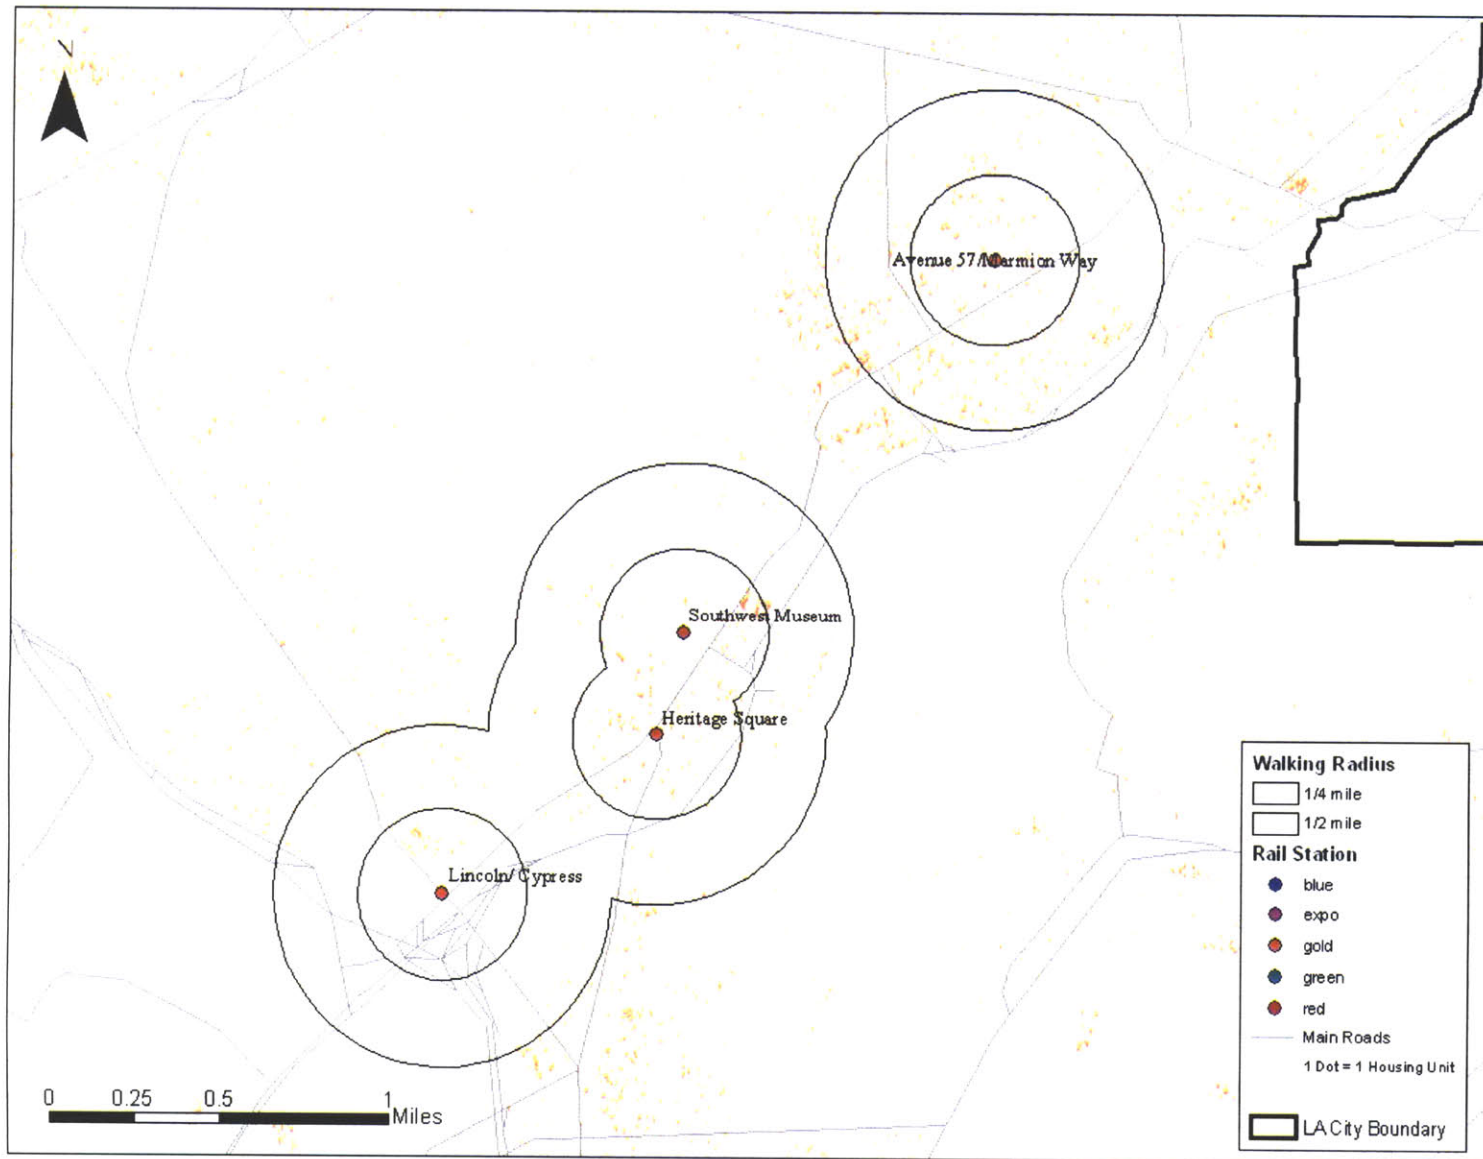 N
Avenue 57/Marmion Way
Southwest Museum
Heritage Square
Lincoln/ Cypress
Walking Radius
1/4 mile
1/2 mile
Rail Station
blue
expo
gold
green
red
Main Roads
1 Dot = 1 Housing Unit
LA City Boundary
0 0.25 0.5 1
Miles